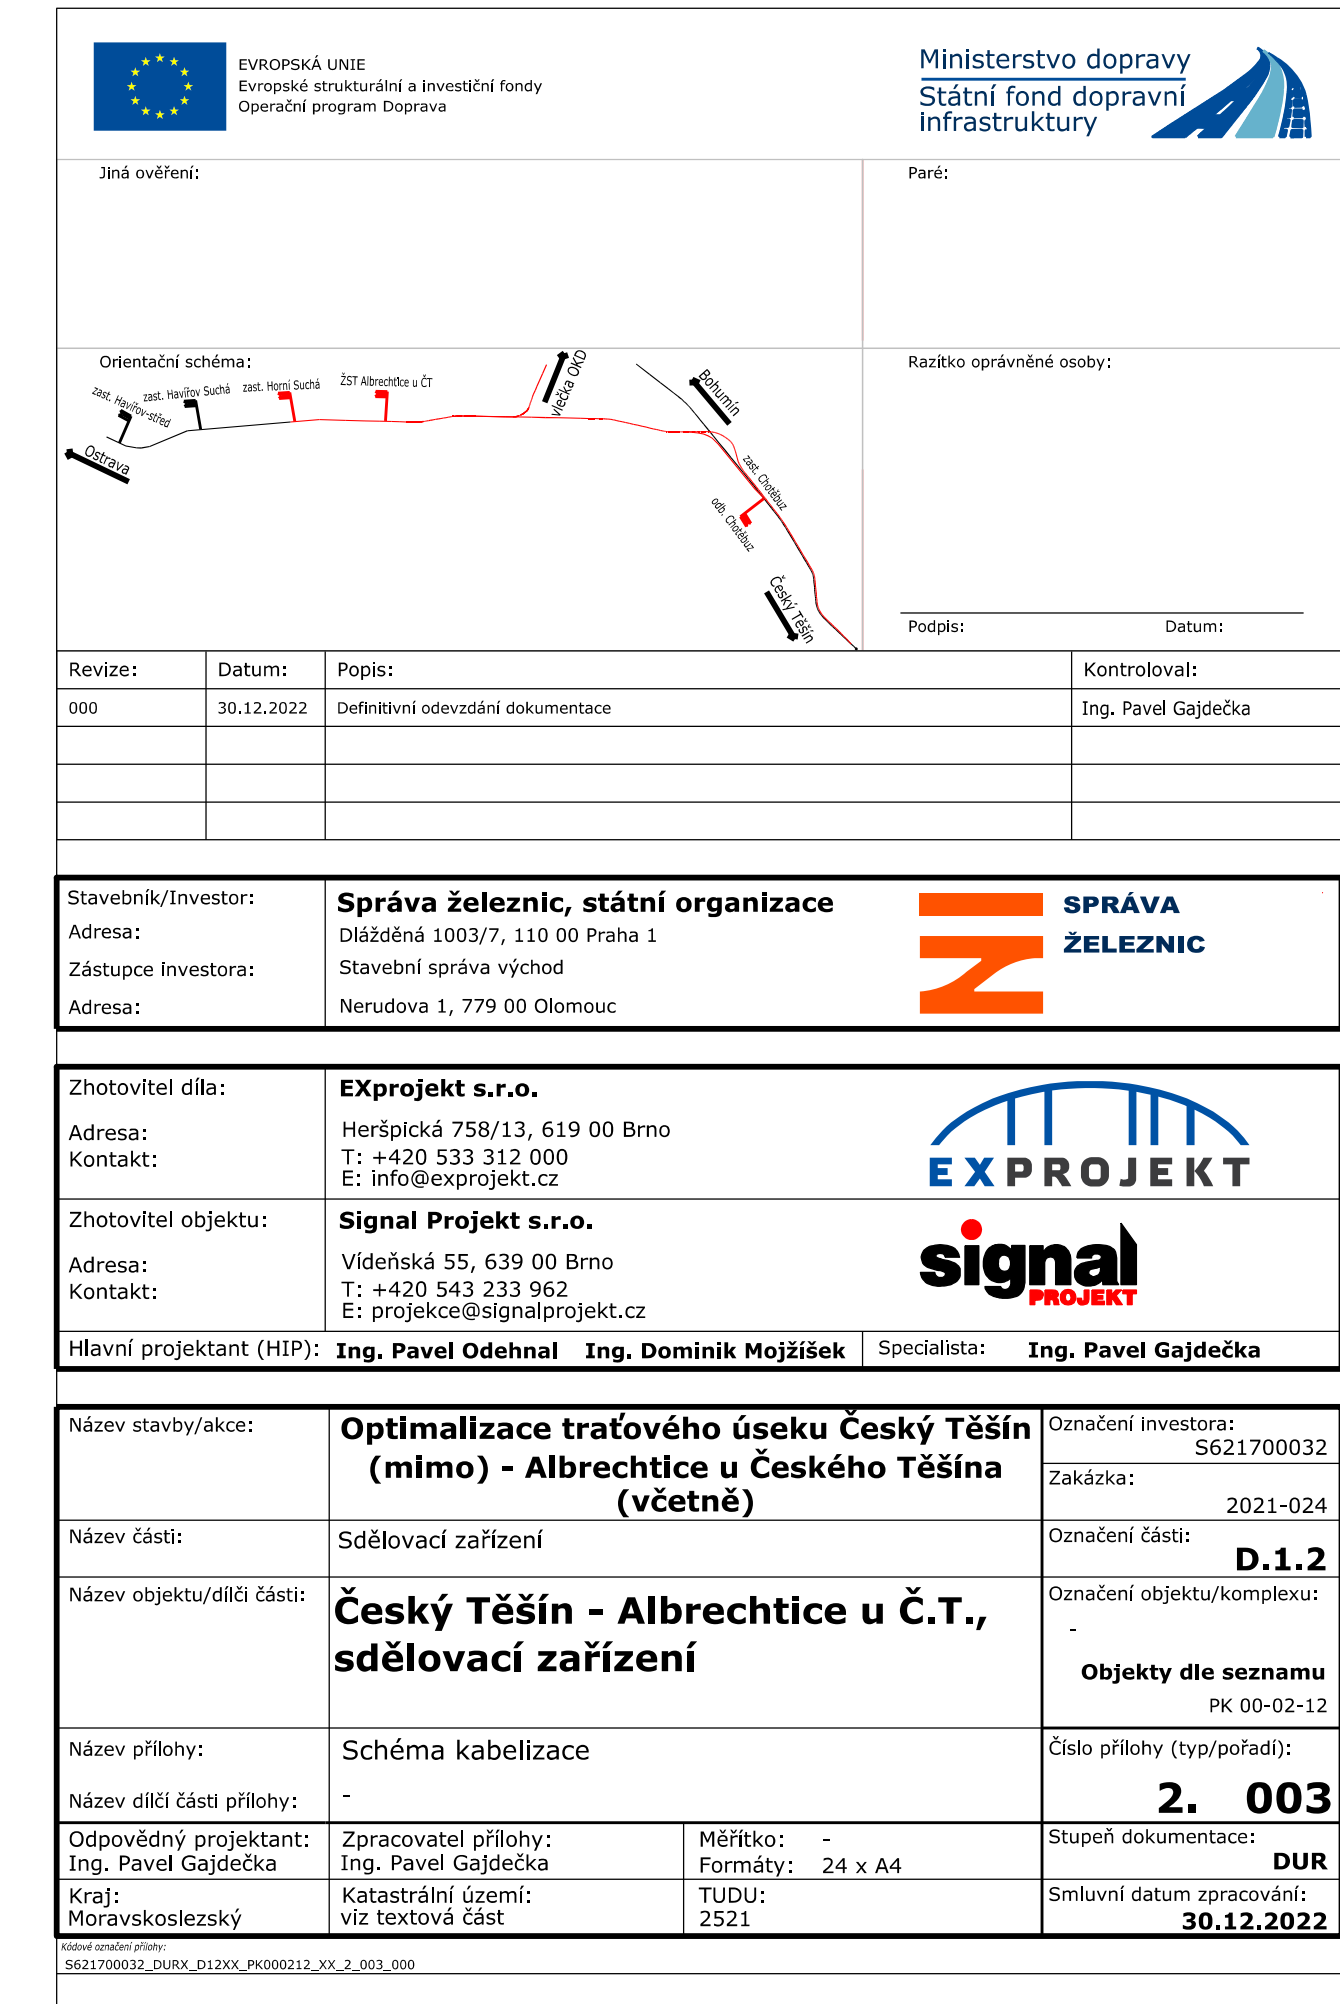 EVROPSKÁ UNIE
Evropské strukturální a investiční fondy
Operační program Doprava
Ministerstvo dopravy
Státní fond dopravní
infrastruktury
Jiná ověření:
Paré:
Orientační schéma:
Razítko oprávněné osoby:
zast. Havířov-střed
zast. Havířov Suchá
zast. Horní Suchá
ŽST Albrechtice u ČT
vlečka OKD
Bohumín
Ostrava
zast. Chotěbuz
odb. Chotěbuz
Český Těšín
Podpis:
Datum:
Revize:
Datum:
Popis:
Kontroloval:
000
30.12.2022
Definitivní odevzdání dokumentace
Ing. Pavel Gajdečka
Stavebník/Investor:
Správa železnic, státní organizace
Adresa:
Dlážděná 1003/7, 110 00 Praha 1
Zástupce investora:
Stavební správa východ
Adresa:
Nerudova 1, 779 00 Olomouc
SPRÁVA
ŽELEZNIC
Zhotovitel díla:
EXprojekt s.r.o.
Adresa:
Heršpická 758/13, 619 00 Brno
Kontakt:
T: +420 533 312 000
E: info@exprojekt.cz
EXPROJEKT
Zhotovitel objektu:
Signal Projekt s.r.o.
Adresa:
Vídeňská 55, 639 00 Brno
Kontakt:
T: +420 543 233 962
E: projekce@signalprojekt.cz
signal
PROJEKT
Hlavní projektant (HIP):
Ing. Pavel Odehnal Ing. Dominik Mojžíšek
Specialista:
Ing. Pavel Gajdečka
Název stavby/akce:
Optimalizace traťového úseku Český Těšín
(mimo) - Albrechtice u Českého Těšína
(včetně)
Označení investora:
S621700032
Zakázka:
2021-024
Název části:
Sdělovací zařízení
Označení části:
D.1.2
Název objektu/dílči části:
Český Těšín - Albrechtice u Č.T.,
sdělovací zařízení
Označení objektu/komplexu:
-
Objekty dle seznamu
PK 00-02-12
Název přílohy:
Schéma kabelizace
Název dílčí části přílohy:
-
Číslo přílohy (typ/pořadí):
2. 003
Odpovědný projektant:
Ing. Pavel Gajdečka
Zpracovatel přílohy:
Ing. Pavel Gajdečka
Měřítko: -
Formáty: 24 x A4
Stupeň dokumentace:
DUR
Kraj:
Moravskoslezský
Katastrální území:
viz textová část
TUDU:
2521
Smluvní datum zpracování:
30.12.2022
Kódové označení přílohy:
S621700032_DURX_D12XX_PK000212_XX_2_003_000